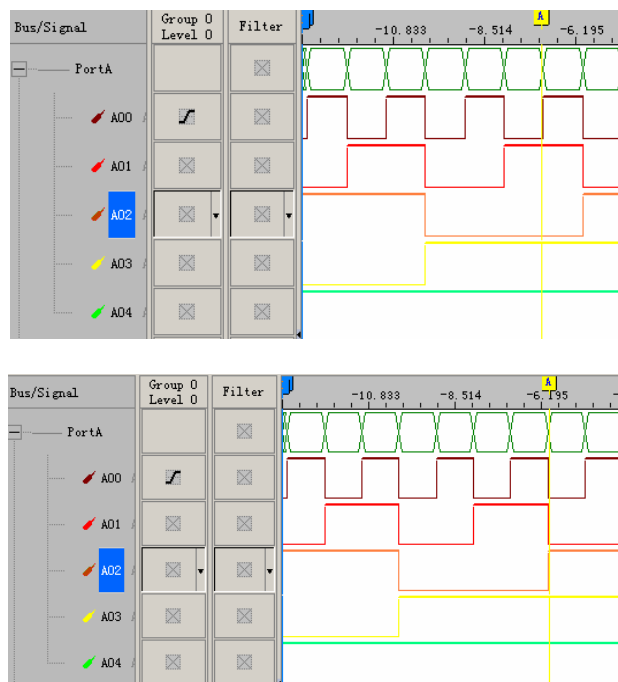 Bus/Signal Group 0 Level 0 Filter -10.833 -8.514 A -6.195
PortA
A00
A01
A02
A03
A04
Bus/Signal Group 0 Level 0 Filter -10.833 -8.514 -6.195 A
PortA
A00
A01
A02
A03
A04